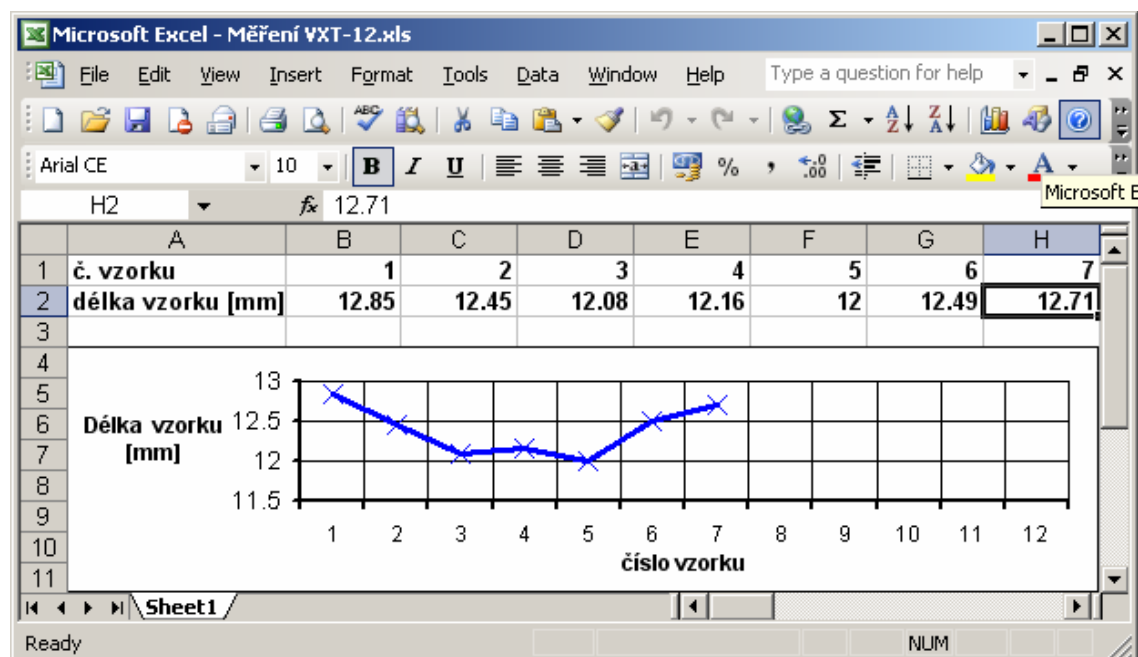 Microsoft Excel - Měření VXT-12.xls
File Edit View Insert Format Tools Data Window Help Type a question for help
ABC Σ A Z Z A ?
Arial CE 10 B I U a % , .0 .00 A
Microsoft E
H2 fx 12.71
A B C D E F G H
1 č. vzorku 1 2 3 4 5 6 7
2 délka vzorku [mm] 12.85 12.45 12.08 12.16 12 12.49 12.71
3
4
5
6
7
8
9
10
11
Délka vzorku
[mm]
13
12.5
12
11.5
1 2 3 4 5 6 7 8 9 10 11 12
číslo vzorku
Sheet1
Ready NUM